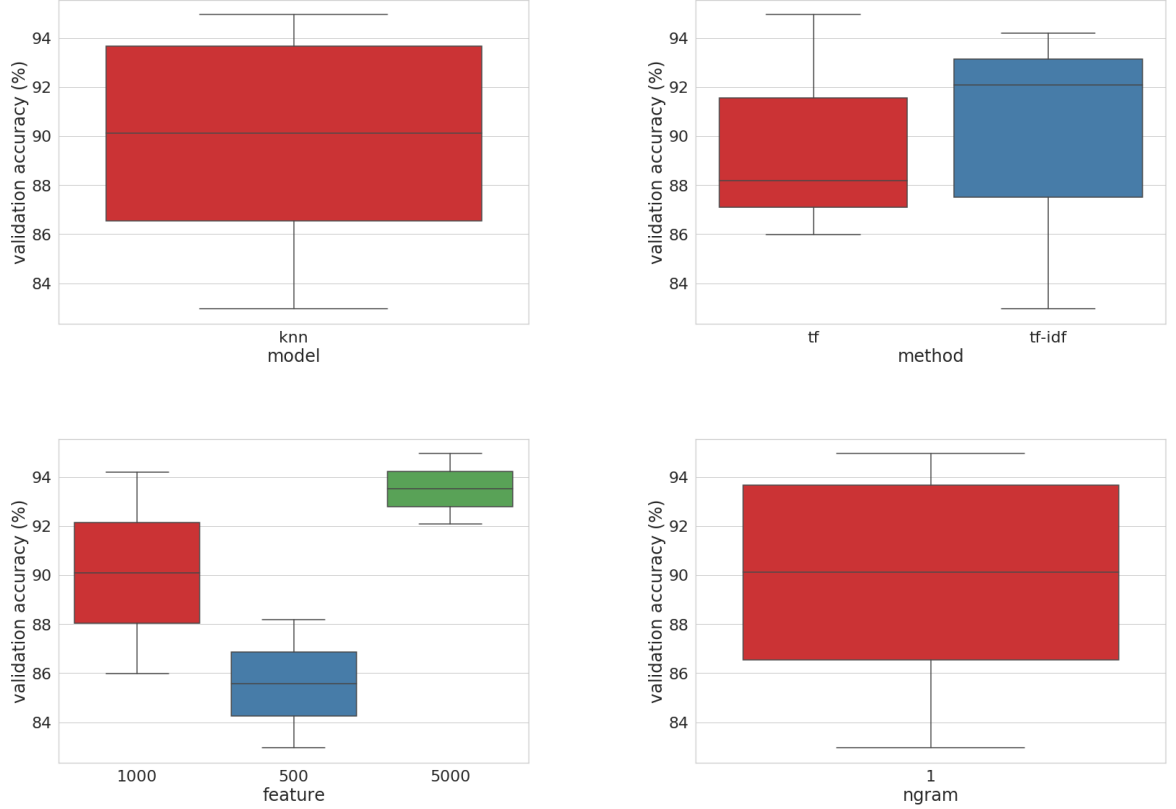 validation accuracy (%)
94
92
90
88
86
84
knn
model
validation accuracy (%)
94
92
90
88
86
84
tf tf-idf
method
validation accuracy (%)
94
92
90
88
86
84
1000 500 5000
feature
validation accuracy (%)
94
92
90
88
86
84
1
ngram